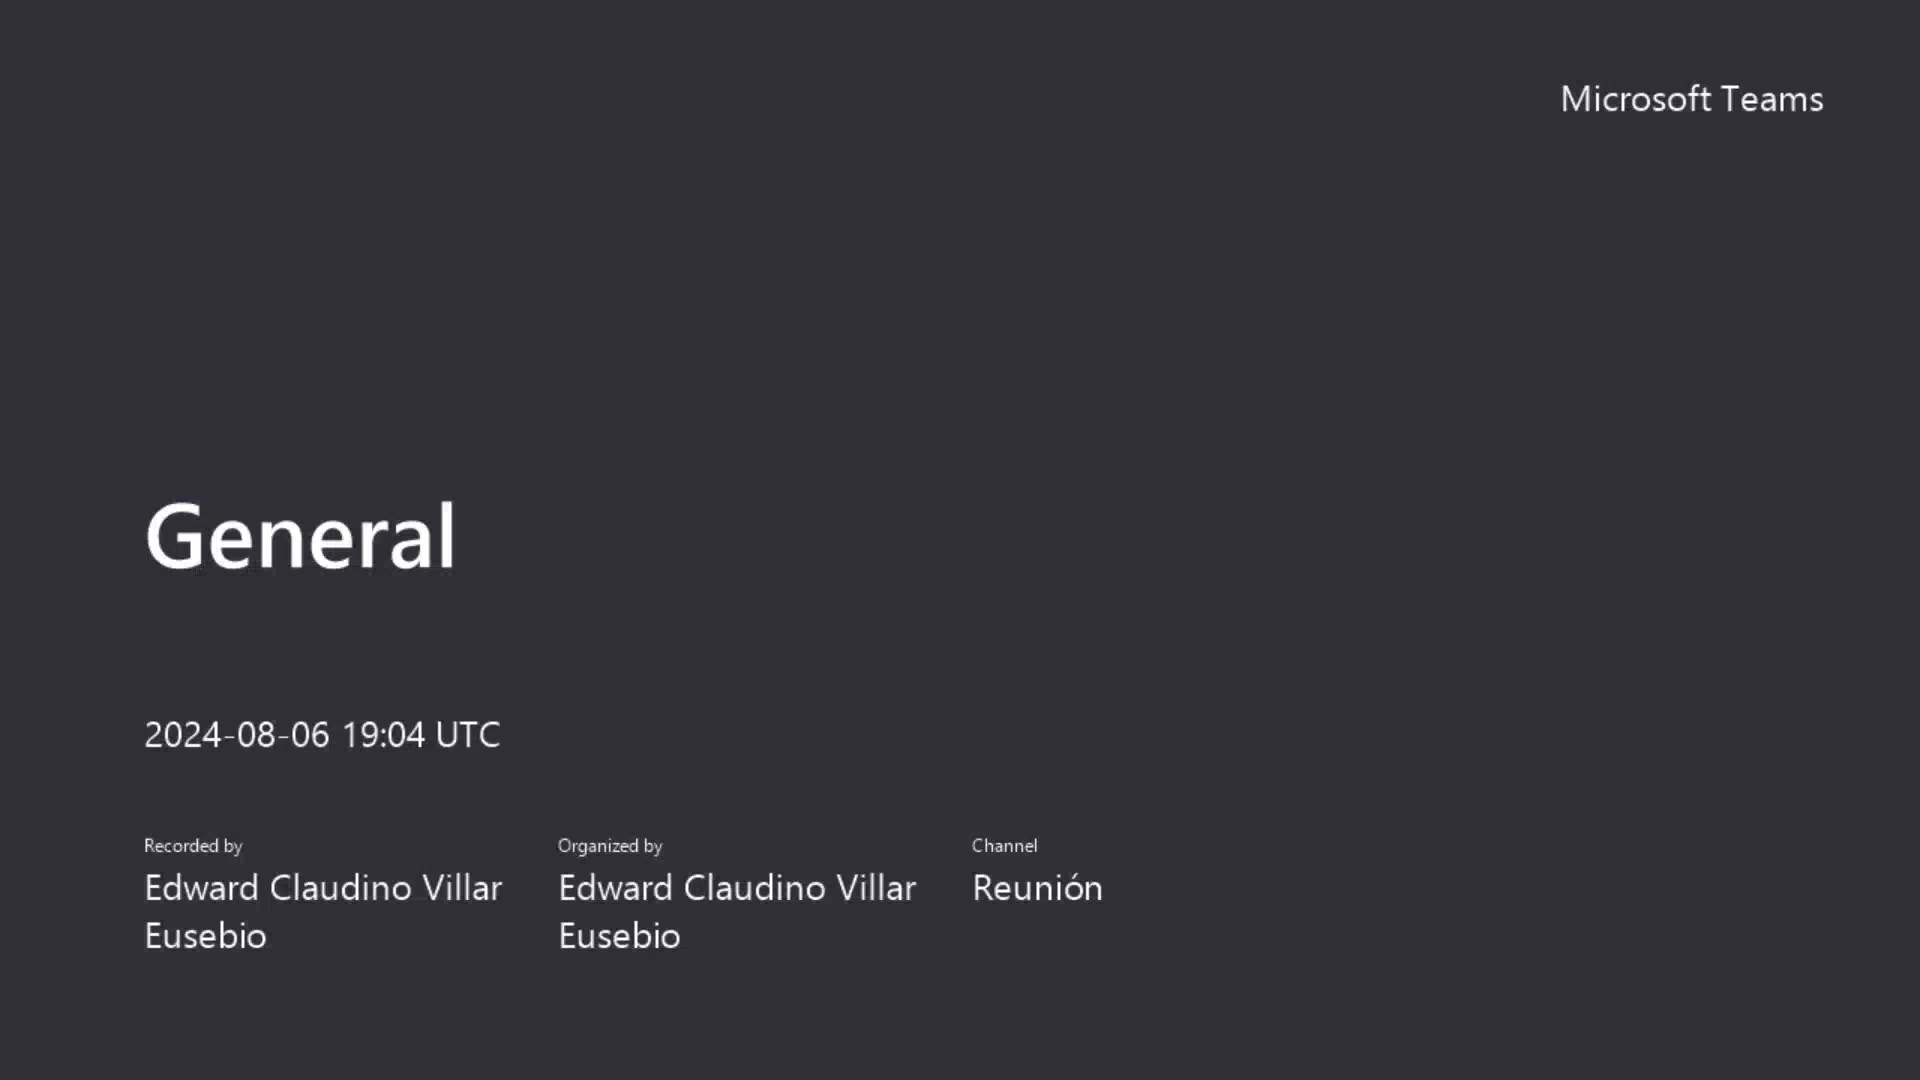 Microsoft Teams
General
2024-08-06 19:04 UTC
Recorded by
Edward Claudino Villar
Eusebio
Organized by
Edward Claudino Villar
Eusebio
Channel
Reunión